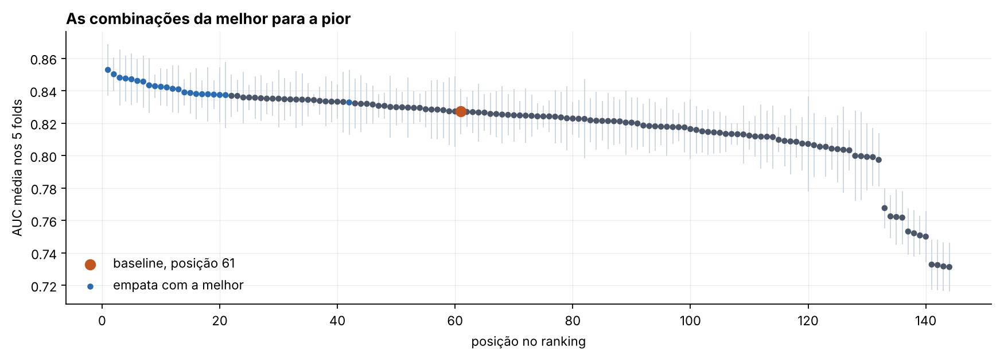 As combinações da melhor para a pior
AUC média nos 5 folds
0.86
0.84
0.82
0.80
0.78
0.76
0.74
0.72
baseline, posição 61
empata com a melhor
0 20 40 60 80 100 120 140
posição no ranking